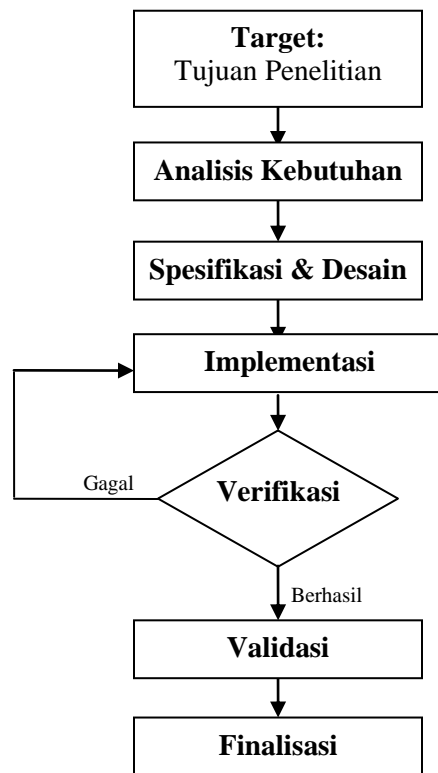 Target:
Tujuan Penelitian
Analisis Kebutuhan
Spesifikasi & Desain
Implementasi
Gagal
Verifikasi
Berhasil
Validasi
Finalisasi